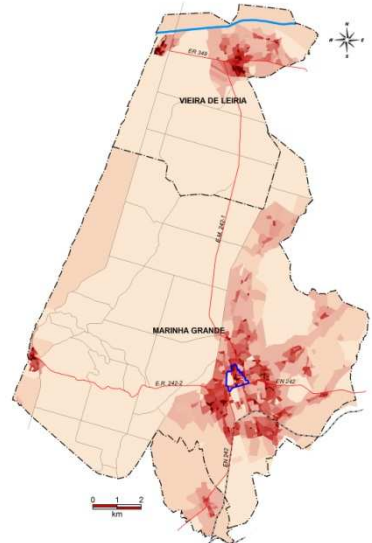 N
W E
S
ER 349
VIEIRA DE LEIRIA
E.M. 242-1
MARINHA GRANDE
E.R. 242-2
EN 242
EN 242
0 1 2
km